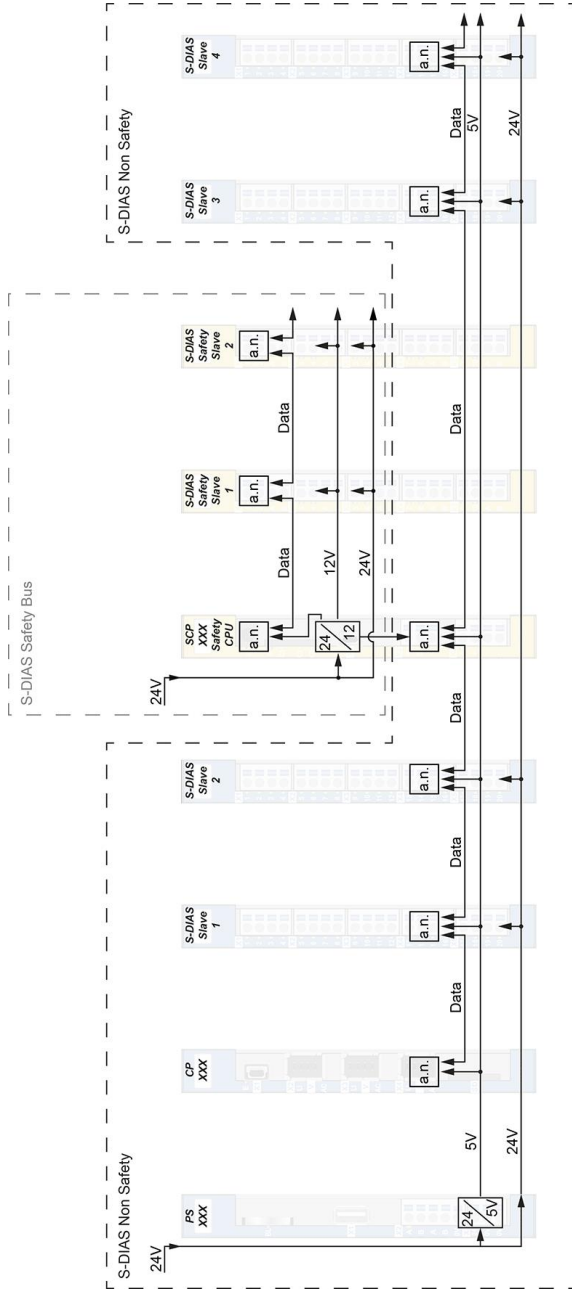 S-DIAS Safety Bus
S-DIAS Non Safety
S-DIAS Non Safety
24V
24V
PS
XXX
CP
XXX
S-DIAS
Slave
1
S-DIAS
Slave
2
SCP
XXX
Safety
CPU
S-DIAS
Safety
Slave
1
S-DIAS
Safety
Slave
2
S-DIAS
Slave
3
S-DIAS
Slave
4
a.n.
a.n.
a.n.
Data
Data
24
12
12V
24V
a.n.
a.n.
a.n.
a.n.
a.n.
a.n.
Data
Data
Data
Data
Data
24
5V
5V
5V
24V
24V